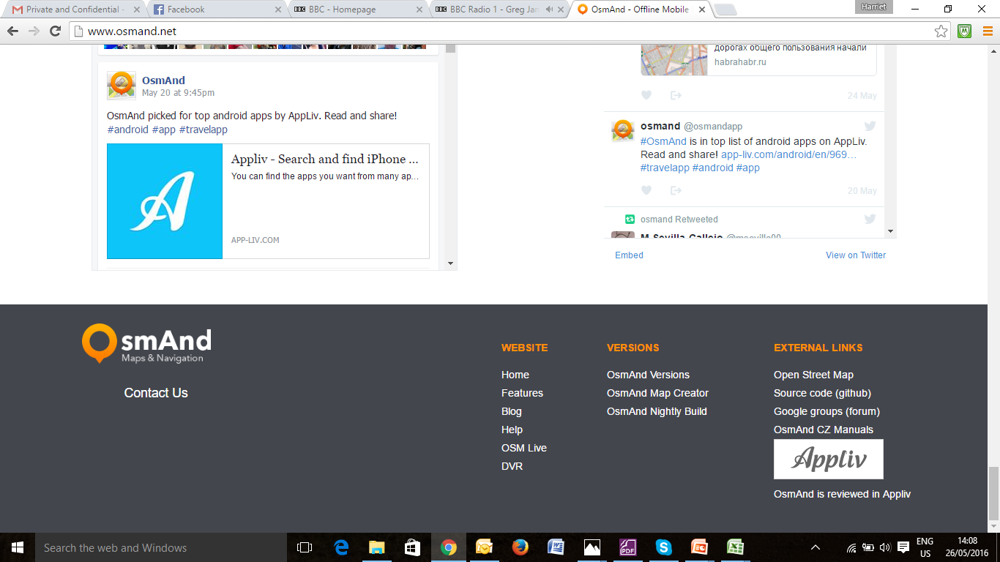 Private and Confidential -
Facebook
BBC - Homepage
BBC Radio 1 - Greg Jam
OsmAnd - Offline Mobile
Harriet
www.osmand.net
OsmAnd
May 20 at 9:45pm
OsmAnd picked for top android apps by AppLiv. Read and share!
#android #app #travelapp
Appliv - Search and find iPhone ...
You can find the apps you want from many ap...
APP-LIV.COM
дорогах общего пользования начали
habrahabr.ru
24 May
osmand @osmandapp
#OsmAnd is in top list of android apps on AppLiv.
Read and share! app-liv.com/android/en/969…
#travelapp #android #app
20 May
osmand Retweeted
Embed
View on Twitter
OsmAnd
Maps & Navigation
Contact Us
WEBSITE
Home
Features
Blog
Help
OSM Live
DVR
VERSIONS
OsmAnd Versions
OsmAnd Map Creator
OsmAnd Nightly Build
EXTERNAL LINKS
Open Street Map
Source code (github)
Google groups (forum)
OsmAnd CZ Manuals
Appliv
OsmAnd is reviewed in Appliv
Search the web and Windows
ENG
US
14:08
26/05/2016